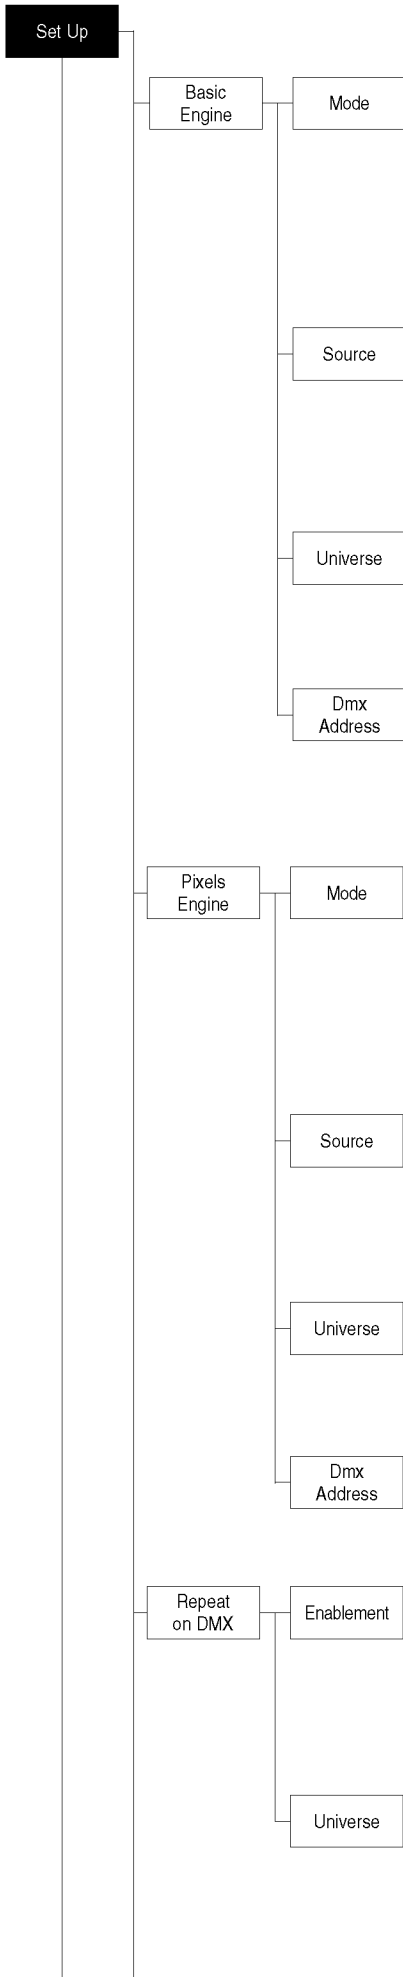 Set Up
Basic
Engine
Mode
Source
Universe
Dmx
Address
Pixels
Engine
Mode
Source
Universe
Dmx
Address
Repeat
on DMX
Enablement
Universe